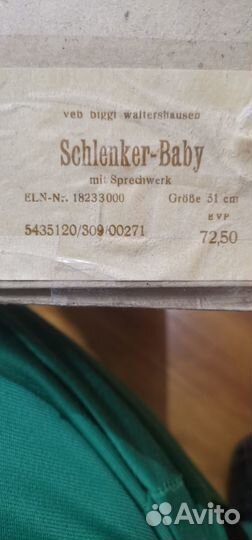 veb biggi waltershausen
Schlenker-Baby
mit Sprechwerk
ELN-Nr. 18233000 Größe 51 cm
EVP
5435120/309/00271 72,50
Avito